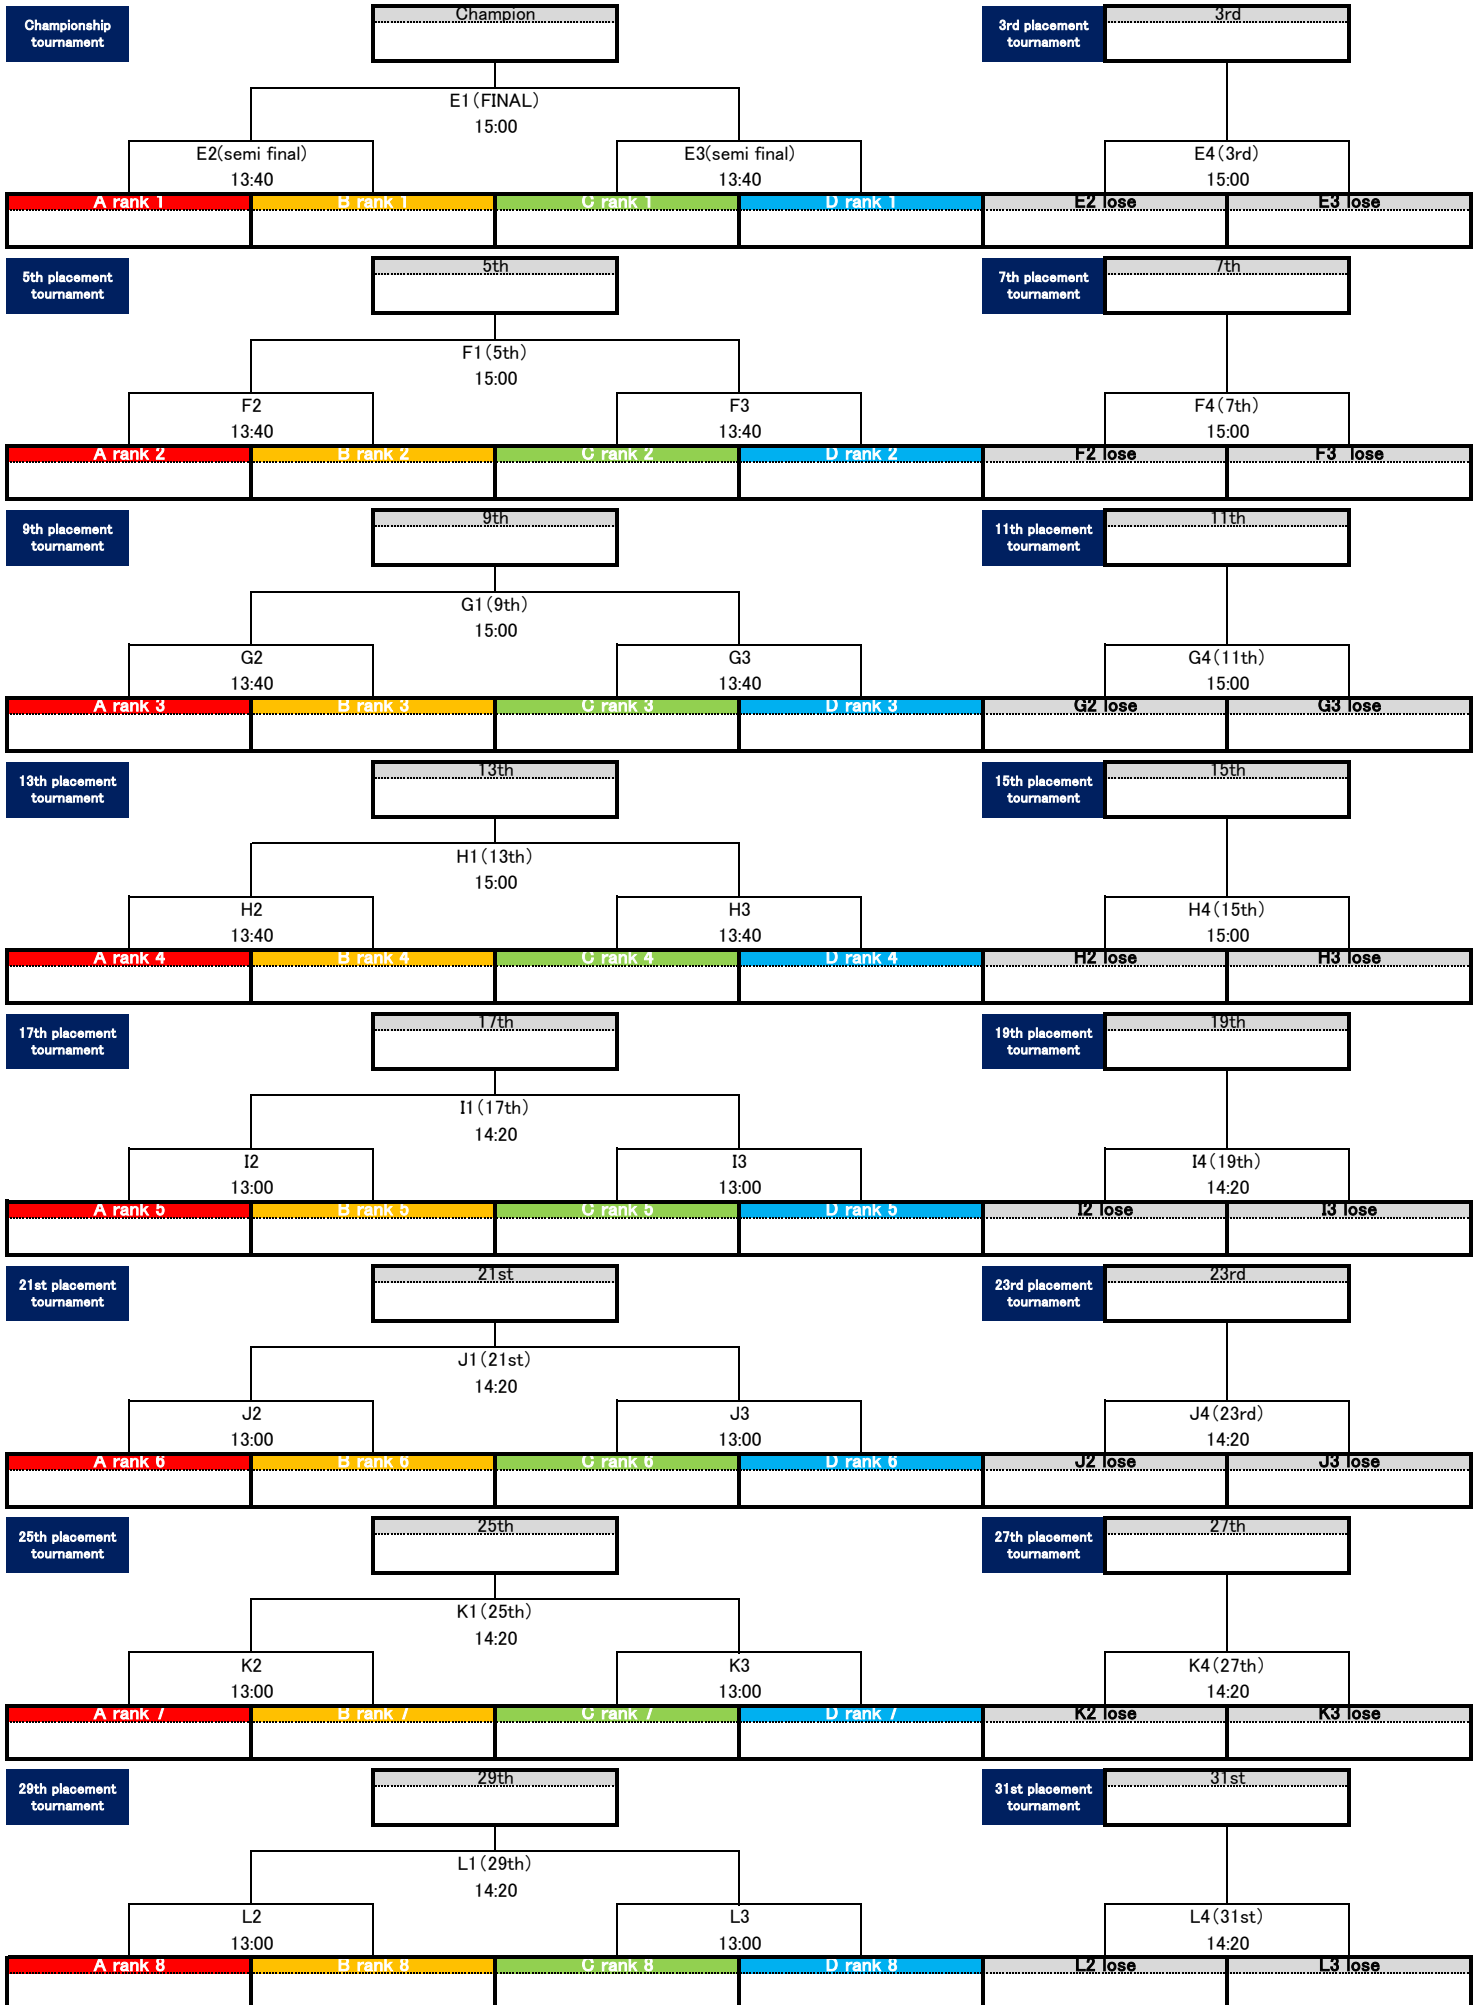 Championship
tournament
Champion
3rd placement
tournament
3rd
E1(FINAL)
15:00
E2(semi final)
13:40
E3(semi final)
13:40
E4(3rd)
15:00
A rank 1
B rank 1
C rank 1
D rank 1
E2 lose
E3 lose
5th placement
tournament
5th
7th placement
tournament
7th
F1(5th)
15:00
F2
13:40
F3
13:40
F4(7th)
15:00
A rank 2
B rank 2
C rank 2
D rank 2
F2 lose
F3 lose
9th placement
tournament
9th
11th placement
tournament
11th
G1(9th)
15:00
G2
13:40
G3
13:40
G4(11th)
15:00
A rank 3
B rank 3
C rank 3
D rank 3
G2 lose
G3 lose
13th placement
tournament
13th
15th placement
tournament
15th
H1(13th)
15:00
H2
13:40
H3
13:40
H4(15th)
15:00
A rank 4
B rank 4
C rank 4
D rank 4
H2 lose
H3 lose
17th placement
tournament
17th
19th placement
tournament
19th
I1(17th)
14:20
I2
13:00
I3
13:00
I4(19th)
14:20
A rank 5
B rank 5
C rank 5
D rank 5
I2 lose
I3 lose
21st placement
tournament
21st
23rd placement
tournament
23rd
J1(21st)
14:20
J2
13:00
J3
13:00
J4(23rd)
14:20
A rank 6
B rank 6
C rank 6
D rank 6
J2 lose
J3 lose
25th placement
tournament
25th
27th placement
tournament
27th
K1(25th)
14:20
K2
13:00
K3
13:00
K4(27th)
14:20
A rank 7
B rank 7
C rank 7
D rank 7
K2 lose
K3 lose
29th placement
tournament
29th
31st placement
tournament
31st
L1(29th)
14:20
L2
13:00
L3
13:00
L4(31st)
14:20
A rank 8
B rank 8
C rank 8
D rank 8
L2 lose
L3 lose